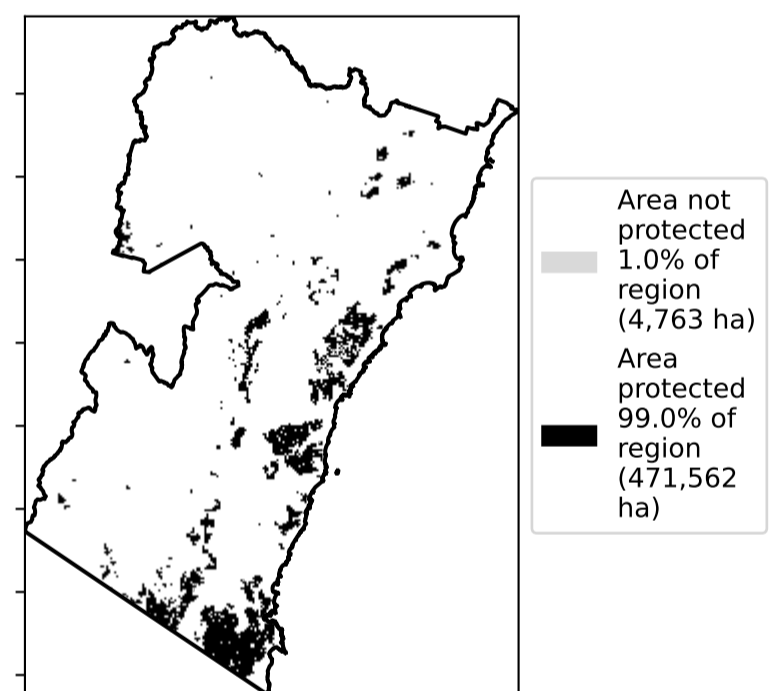 Area not
protected
1.0% of
region
(4,763 ha)
Area
protected
99.0% of
region
(471,562
ha)